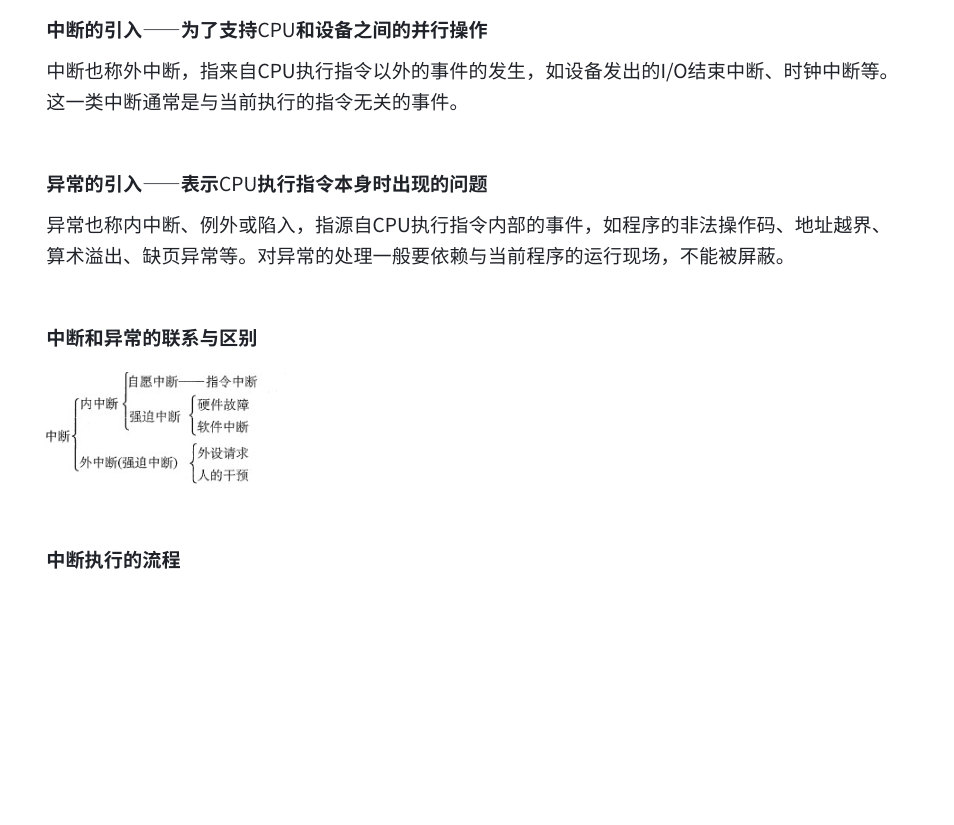 中断的引入——为了支持CPU和设备之间的并行操作
中断也称外中断，指来自CPU执行指令以外的事件的发生，如设备发出的I/O结束中断、时钟中断等。
这一类中断通常是与当前执行的指令无关的事件。
异常的引入——表示CPU执行指令本身时出现的问题
异常也称内中断、例外或陷入，指源自CPU执行指令内部的事件，如程序的非法操作码、地址越界、
算术溢出、缺页异常等。对异常的处理一般要依赖与当前程序的运行现场，不能被屏蔽。
中断和异常的联系与区别
中断
内中断
自愿中断——指令中断
强迫中断
硬件故障
软件中断
外中断(强迫中断)
外设请求
人的干预
中断执行的流程